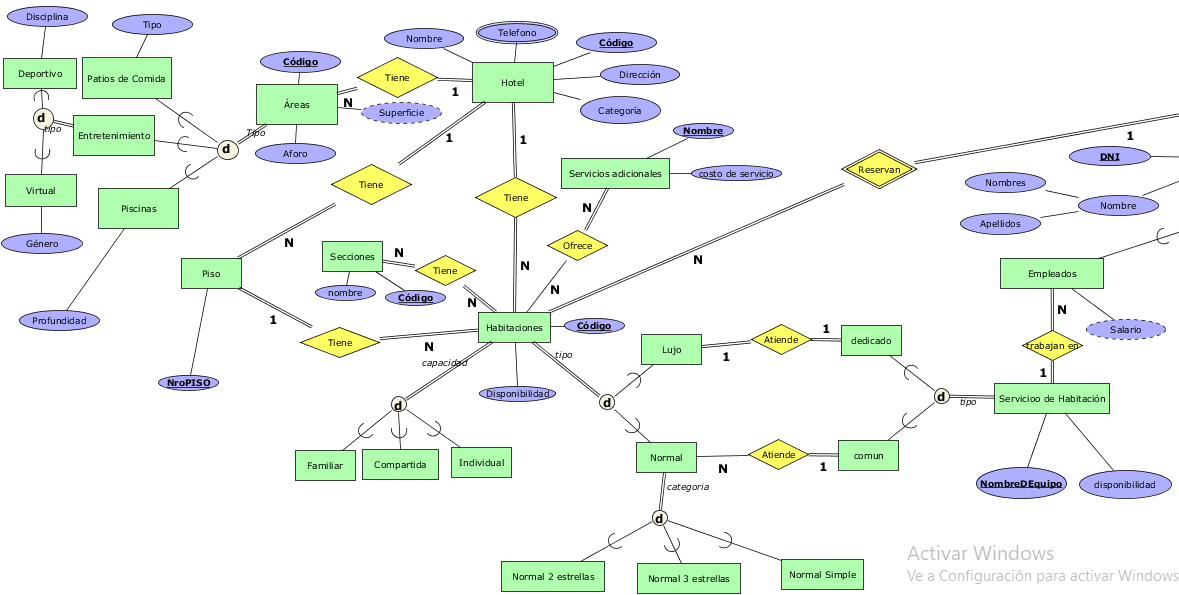 Disciplina
Tipo
Nombre
Telefono
Código
Código
Deportivo
Patios de Comida
Tiene
Hotel
Dirección
Áreas
N
1
Superficie
Categoría
d
tipo
Entretenimiento
Tipo
d
Aforo
1
1
Nombre
1
Servicios adicionales
costo de servicio
Reservan
DNI
Virtual
Piscinas
Tiene
Tiene
Nombres
Nombre
Apellidos
Género
N
N
Secciones
N
Ofrece
N
Piso
Tiene
N
N
Empleados
nombre
Código
N
Profundidad
1
Habitaciones
Código
N
Salario
Tiene
N
capacidad
tipo
Lujo
1
Atiende
1
dedicado
trabajan en
1
NroPISO
Disponibilidad
d
d
d
tipo
Servicioo de Habitación
Familiar
Compartida
Individual
Normal
N
Atiende
1
comun
NombreDEquipo
disponibilidad
categoria
d
Normal 2 estrellas
Normal 3 estrellas
Normal Simple
Activar Windows
Ve a Configuración para activar Windows